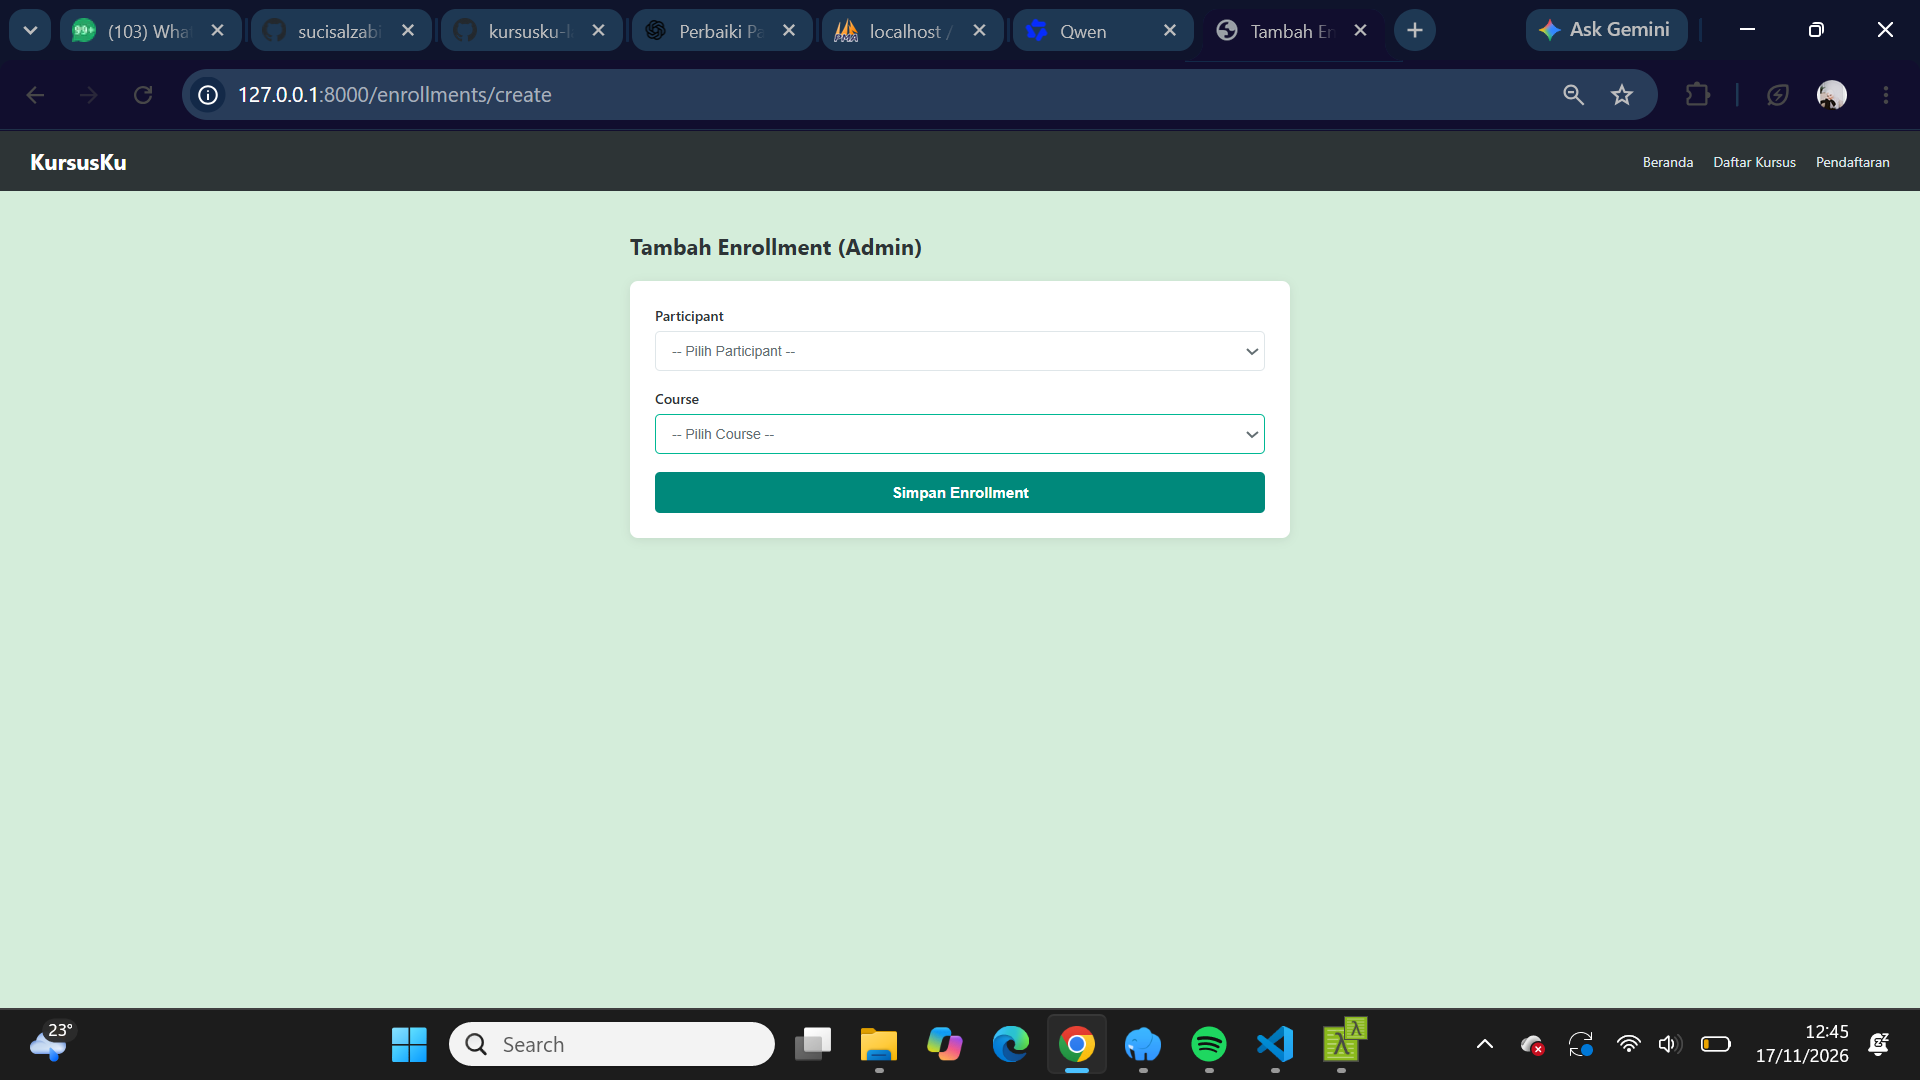 99+ (103) Wha
sucisalzabi
kursusku-l
Perbaiki Pa
PMA localhost /
Qwen
Tambah En
Ask Gemini
127.0.0.1:8000/enrollments/create
KursusKu
Beranda Daftar Kursus Pendaftaran
Tambah Enrollment (Admin)
Participant
-- Pilih Participant --
Course
-- Pilih Course --
Simpan Enrollment
23°
Search
12:45
17/11/2026